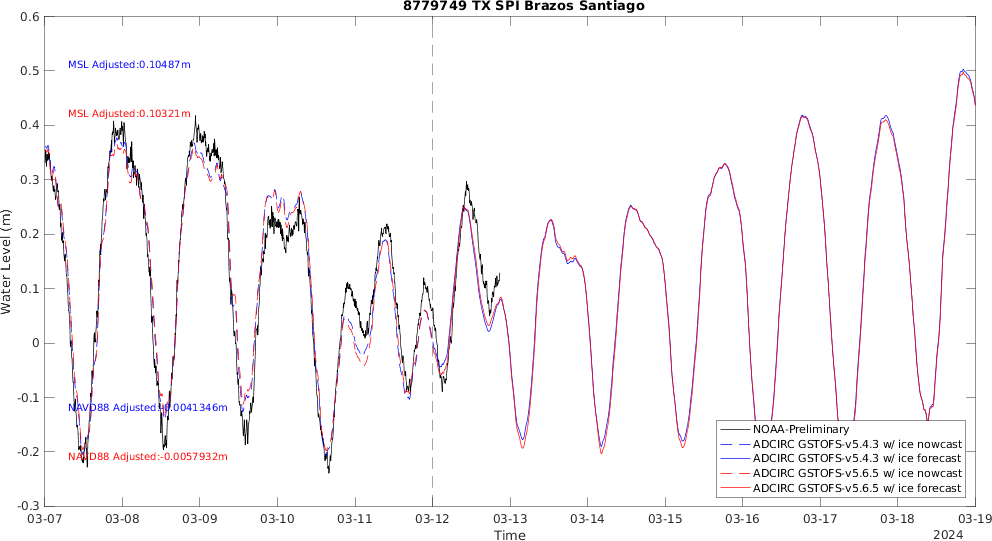 8779749 TX SPI Brazos Santiago
0.6
0.5
0.4
0.3
0.2
0.1
0
-0.1
-0.2
-0.3
Water Level (m)
MSL Adjusted:0.10487m
MSL Adjusted:0.10321m
NAVD88 Adjusted:-0.0041346m
NAVD88 Adjusted:-0.0057932m
NOAA-Preliminary
ADCIRC GSTOFS-v5.4.3 w/ ice nowcast
ADCIRC GSTOFS-v5.4.3 w/ ice forecast
ADCIRC GSTOFS-v5.6.5 w/ ice nowcast
ADCIRC GSTOFS-v5.6.5 w/ ice forecast
03-07 03-08 03-09 03-10 03-11 03-12 03-13 03-14 03-15 03-16 03-17 03-18 03-19
Time
2024